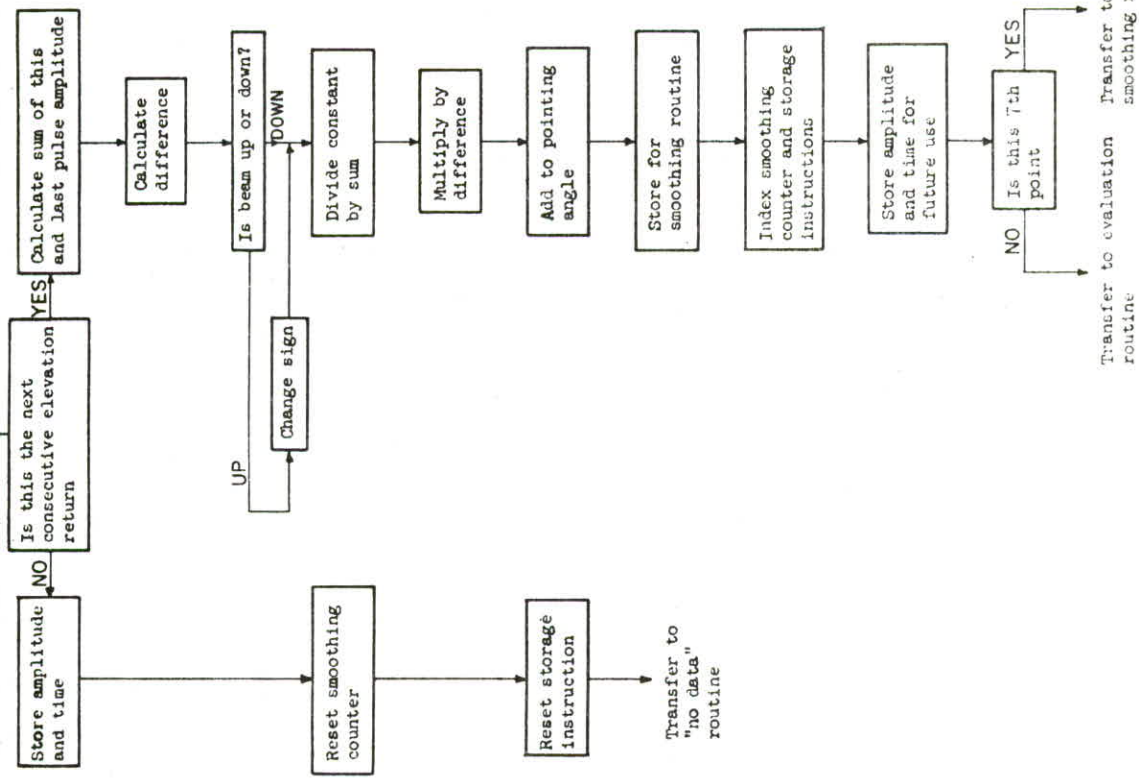 Is this the next
consecutive elevation
return
NO
YES
Store amplitude
and time
Reset smoothing
counter
Reset storage
instruction
Transfer to
"no data"
routine
Calculate sum of this
and last pulse amplitude
Calculate
difference
Is beam up or down?
UP
DOWN
Change sign
Divide constant
by sum
Multiply by
difference
Add to pointing
angle
Store for
smoothing routine
Index smoothing
counter and storage
instructions
Store amplitude
and time for
future use
Is this 7th
point
NO
YES
Transfer to evaluation
routine
Transfer to
smoothing